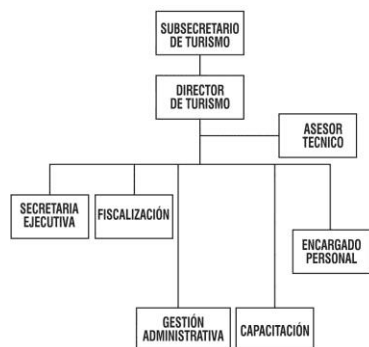 SUBSECRETARIO
DE TURISMO
DIRECTOR
DE TURISMO
ASESOR
TECNICO
SECRETARIA
EJECUTIVA
FISCALIZACIÓN
ENCARGADO
PERSONAL
GESTIÓN
ADMINISTRATIVA
CAPACITACIÓN